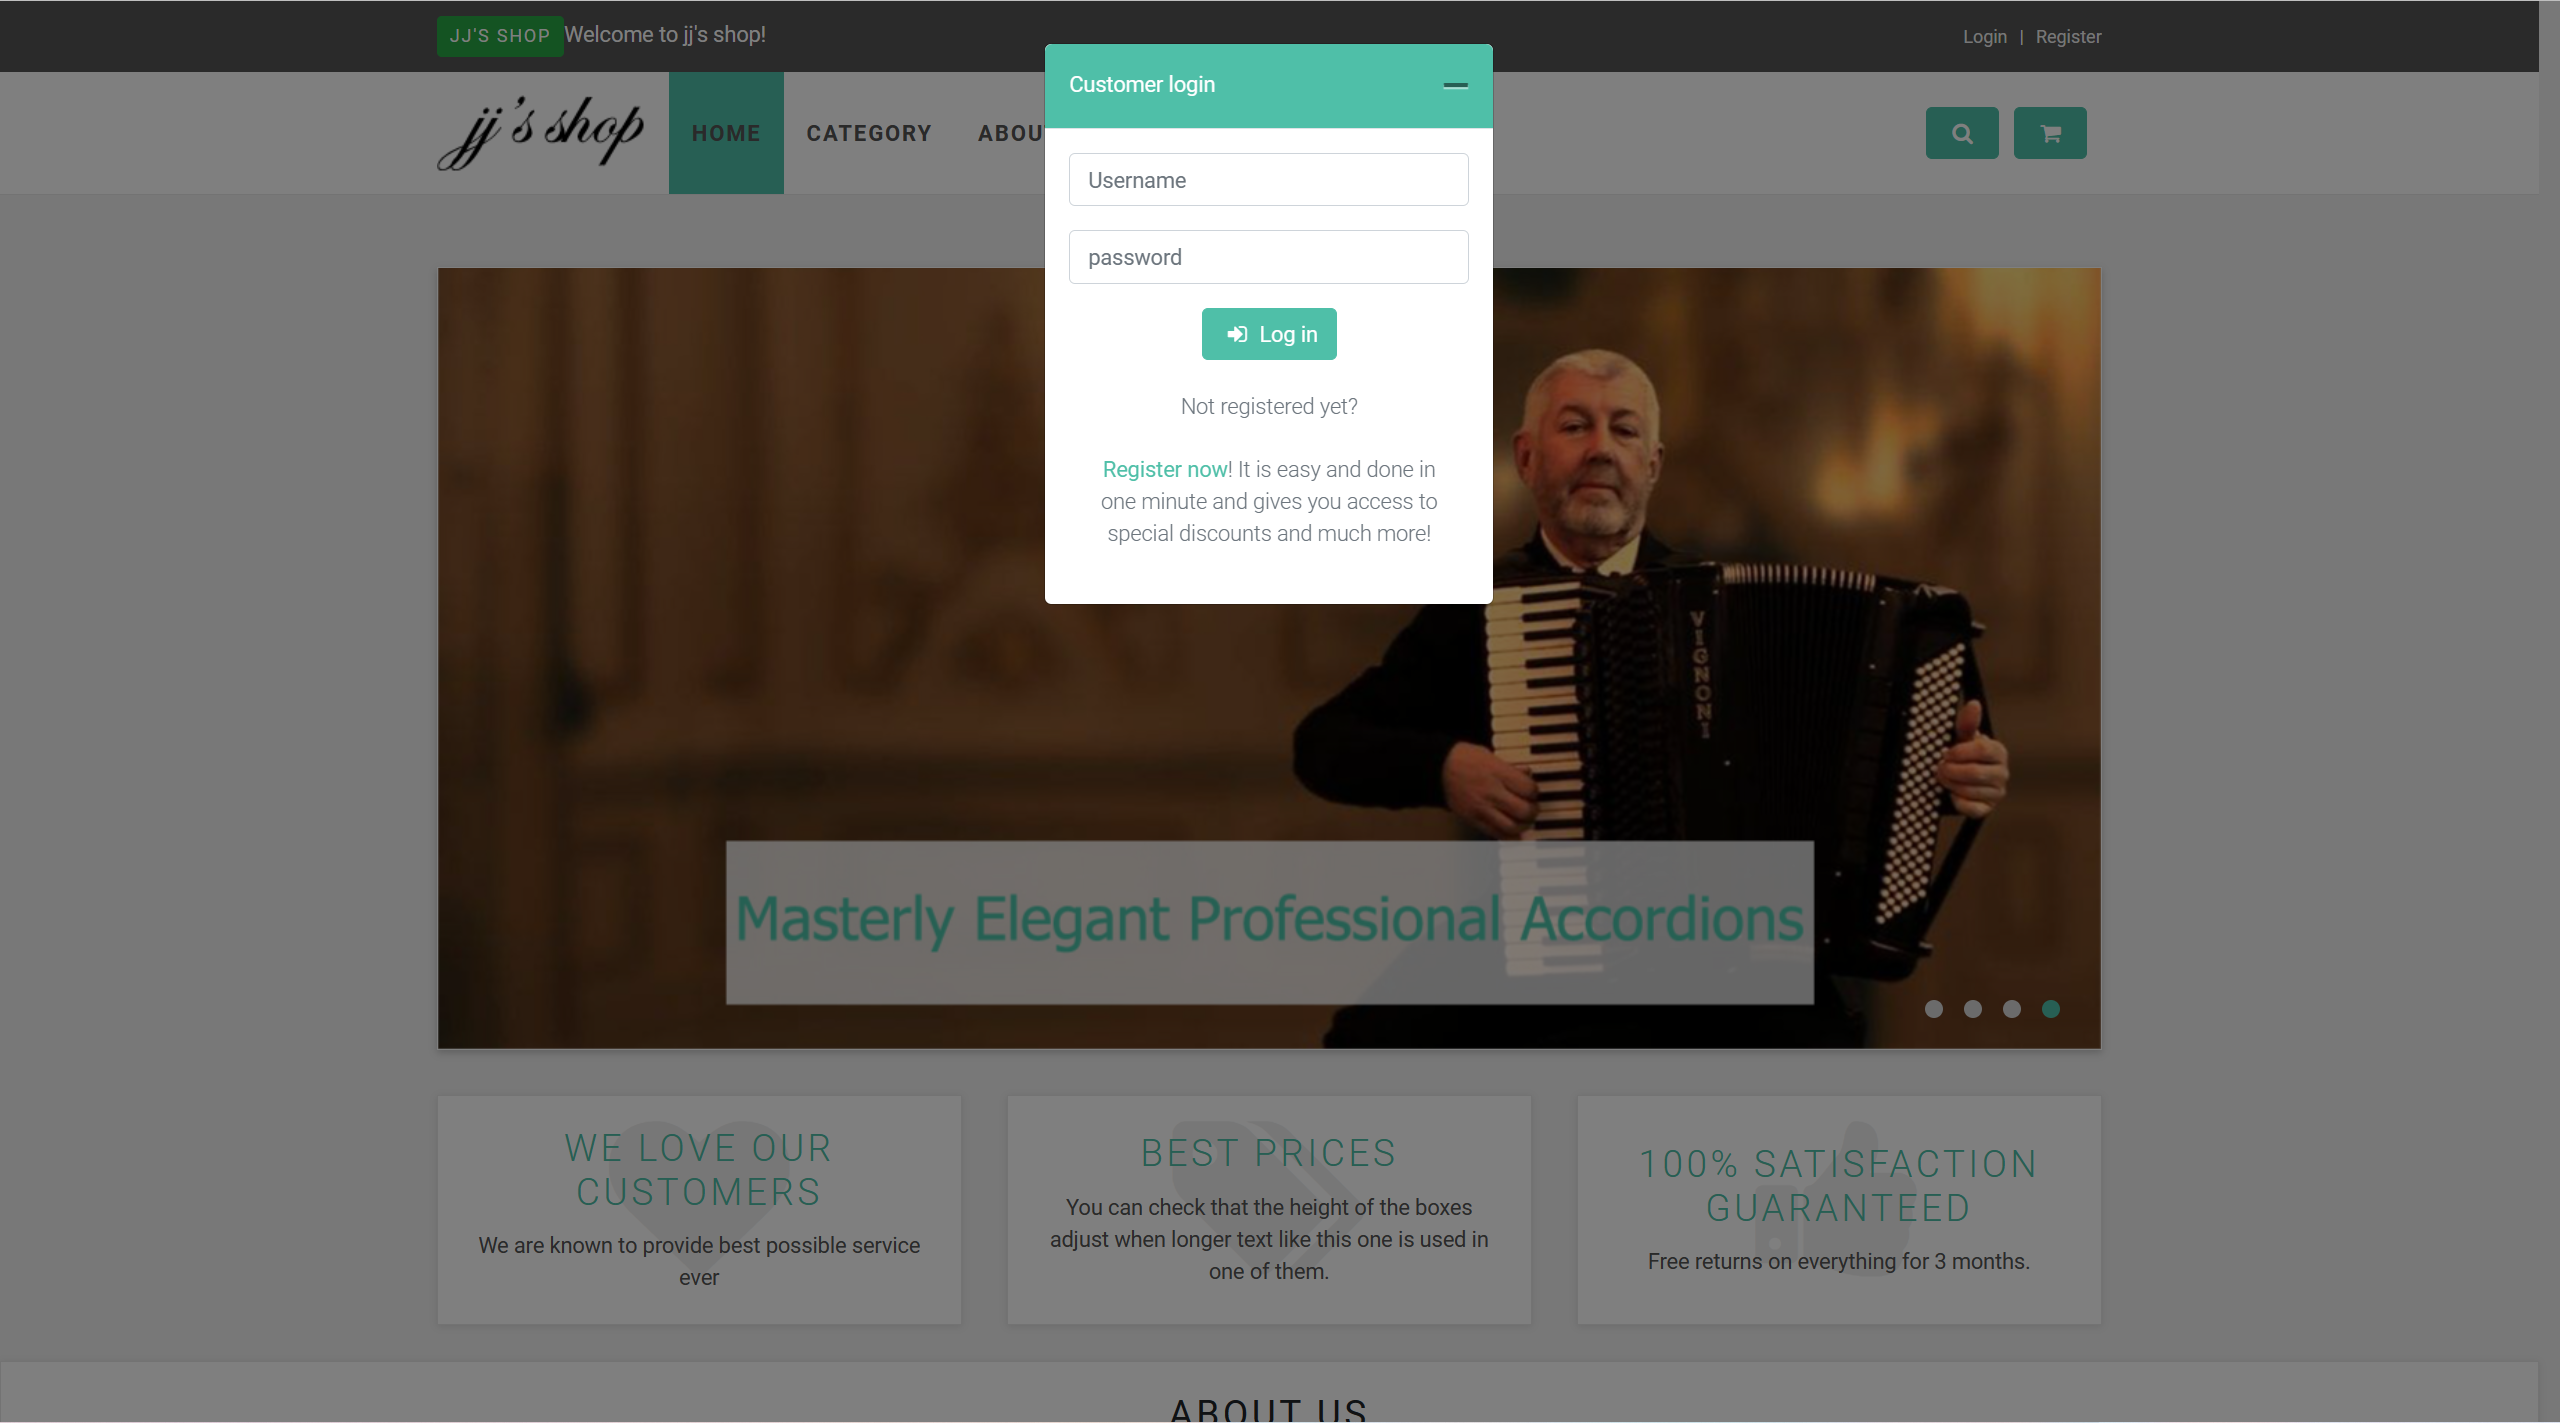 JJ'S SHOP Welcome to jj's shop!
Login | Register
jj's shop
HOME CATEGORY
Customer login
Username
password
Log in
Not registered yet?
Register now! It is easy and done in
one minute and gives you access to
special discounts and much more!
VIGNONI
Masterly Elegant Professional Accordions
WE LOVE OUR
CUSTOMERS
We are known to provide best possible service
ever
BEST PRICES
You can check that the height of the boxes
adjust when longer text like this one is used in
one of them.
100% SATISFACTION
GUARANTEED
Free returns on everything for 3 months.
ABOUT US